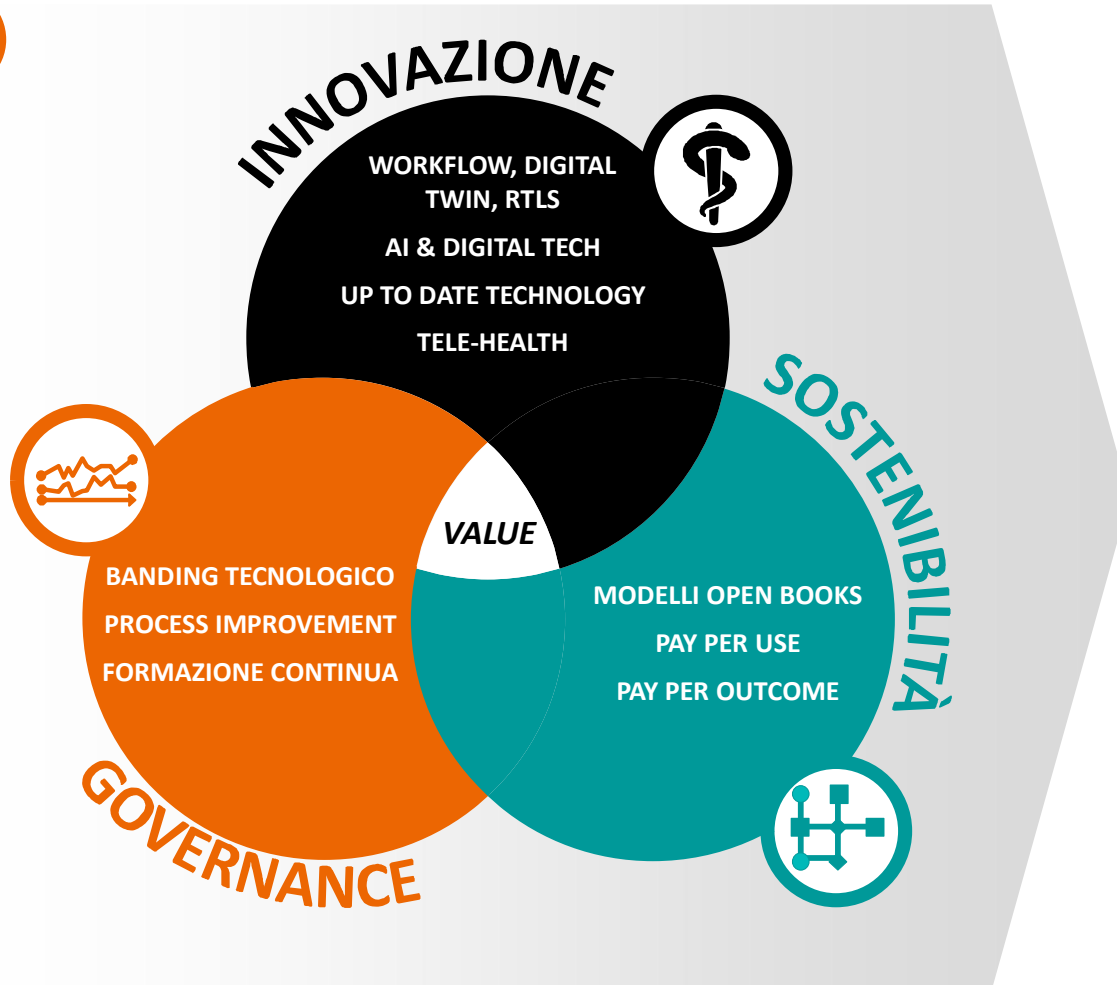 INNOVAZIONE
WORKFLOW, DIGITAL
TWIN, RTLS
AI & DIGITAL TECH
UP TO DATE TECHNOLOGY
TELE-HEALTH
SOSTENIBILITÀ
VALUE
BANDING TECNOLOGICO
PROCESS IMPROVEMENT
FORMAZIONE CONTINUA
MODELLI OPEN BOOKS
PAY PER USE
PAY PER OUTCOME
GOVERNANCE